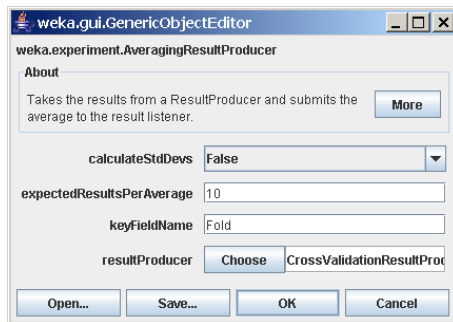 weka.gui.GenericObjectEditor
weka.experiment.AveragingResultProducer
About
Takes the results from a ResultProducer and submits the
average to the result listener.
More
calculateStdDevs False
expectedResultsPerAverage 10
keyFieldName Fold
resultProducer Choose CrossValidationResultProd
Open... Save... OK Cancel